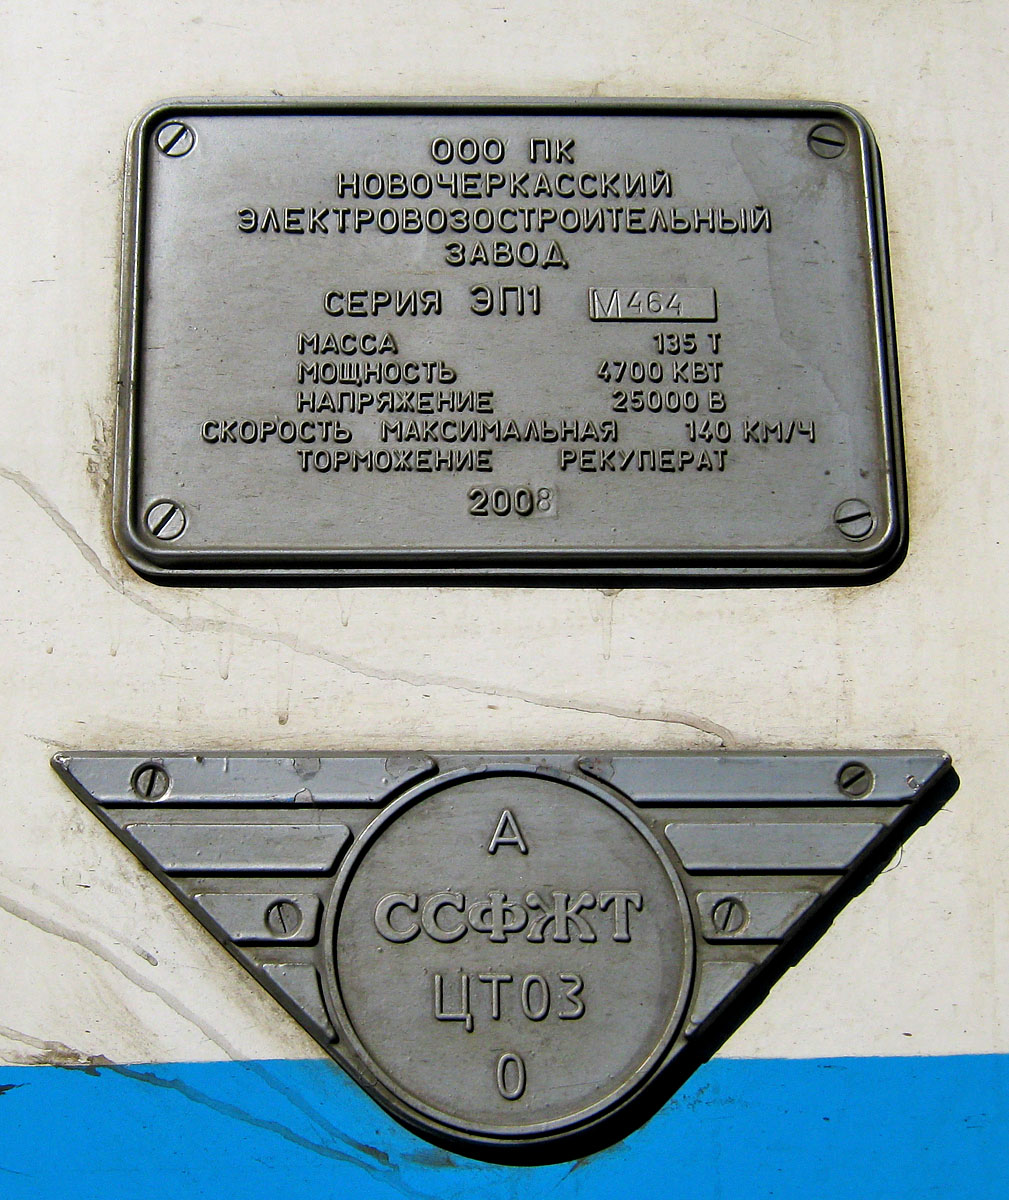 ООО ПК
НОВОЧЕРКАССКИЙ
ЭЛЕКТРОВОЗОСТРОИТЕЛЬНЫЙ
ЗАВОД
СЕРИЯ ЭП1 М464
МАССА 135 Т
МОЩНОСТЬ 4700 КВТ
НАПРЯЖЕНИЕ 25000 В
СКОРОСТЬ МАКСИМАЛЬНАЯ 140 КМ/Ч
ТОРМОЖЕНИЕ РЕКУПЕРАТ
2008
А
ССФЖТ
ЦТ03
0